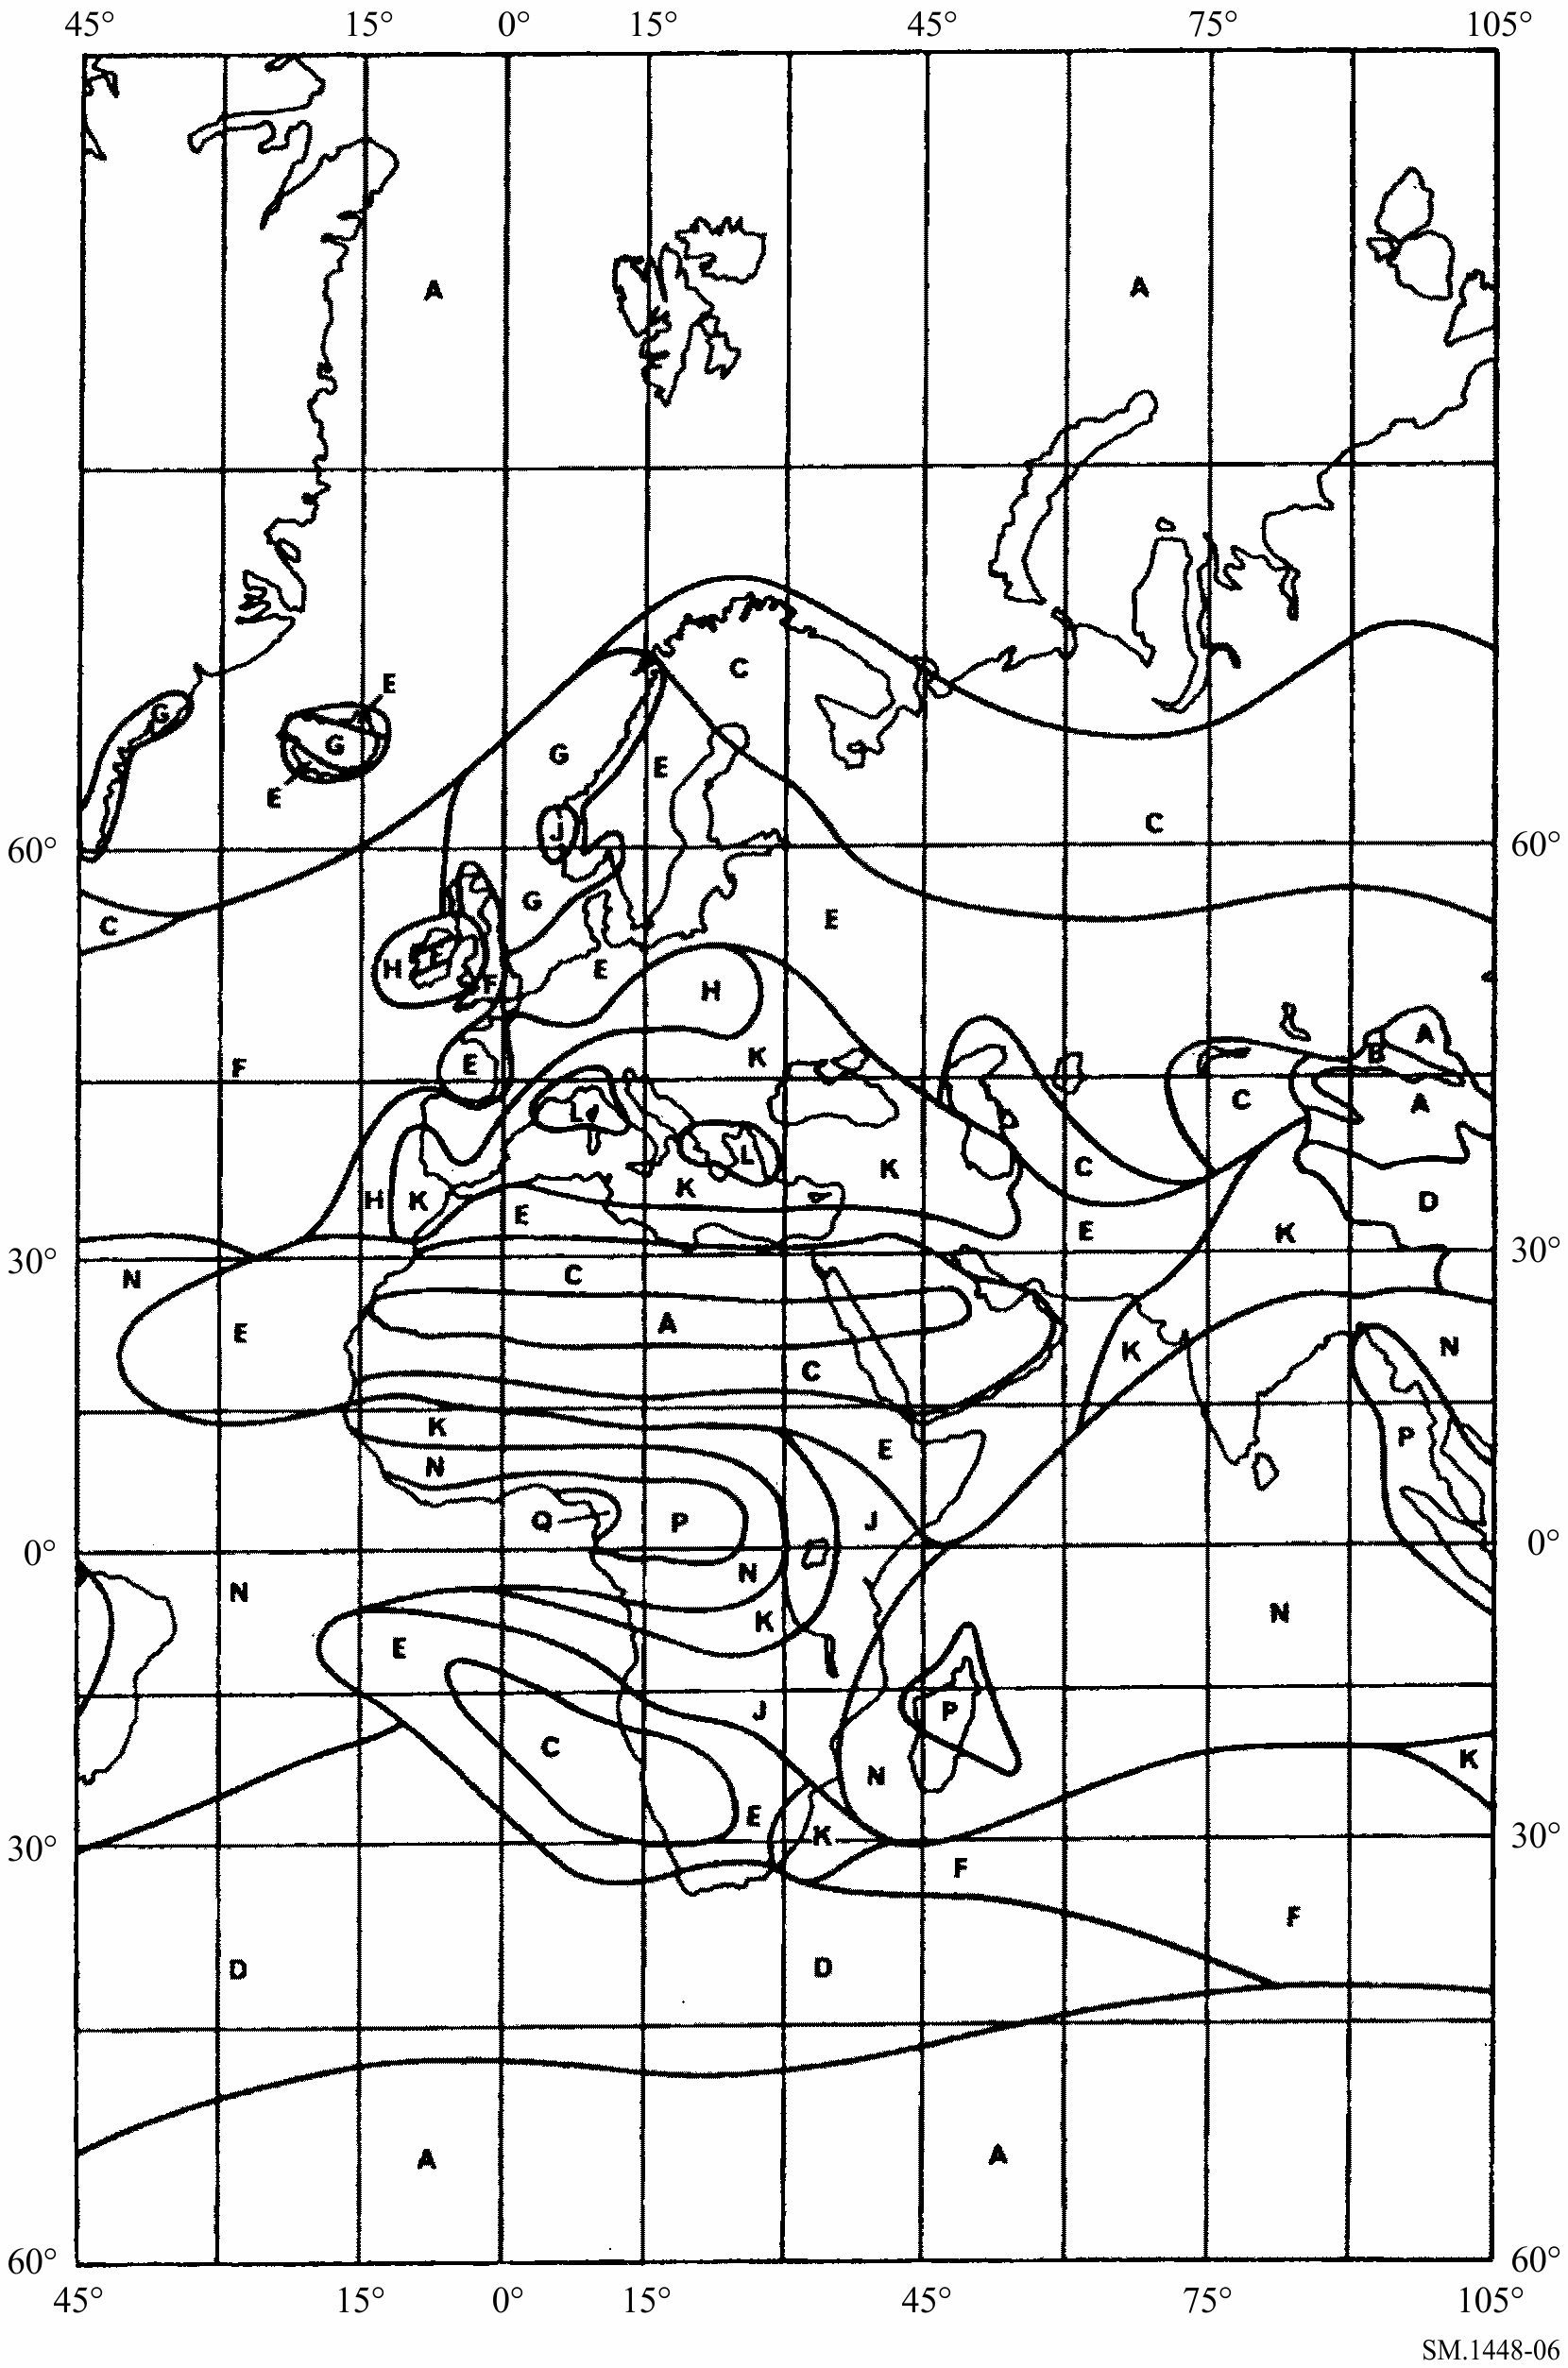 45° 15° 0° 15° 45° 75° 105°
A A
C
E
G
G
G E
E
J
C
60° 60°
G
C
E
H E F E
H
F E K A
B
C A
L
L
K C
H K K D
E E K
30° 30°
N
C
E A
K N
C
K E P
N
Q P J
0° 0°
N N
K N
E
P
J
C
K
N
E
K
30° 30°
F
F
D D
A A
60° 60°
45° 15° 0° 15° 45° 75° 105°
SM.1448-06